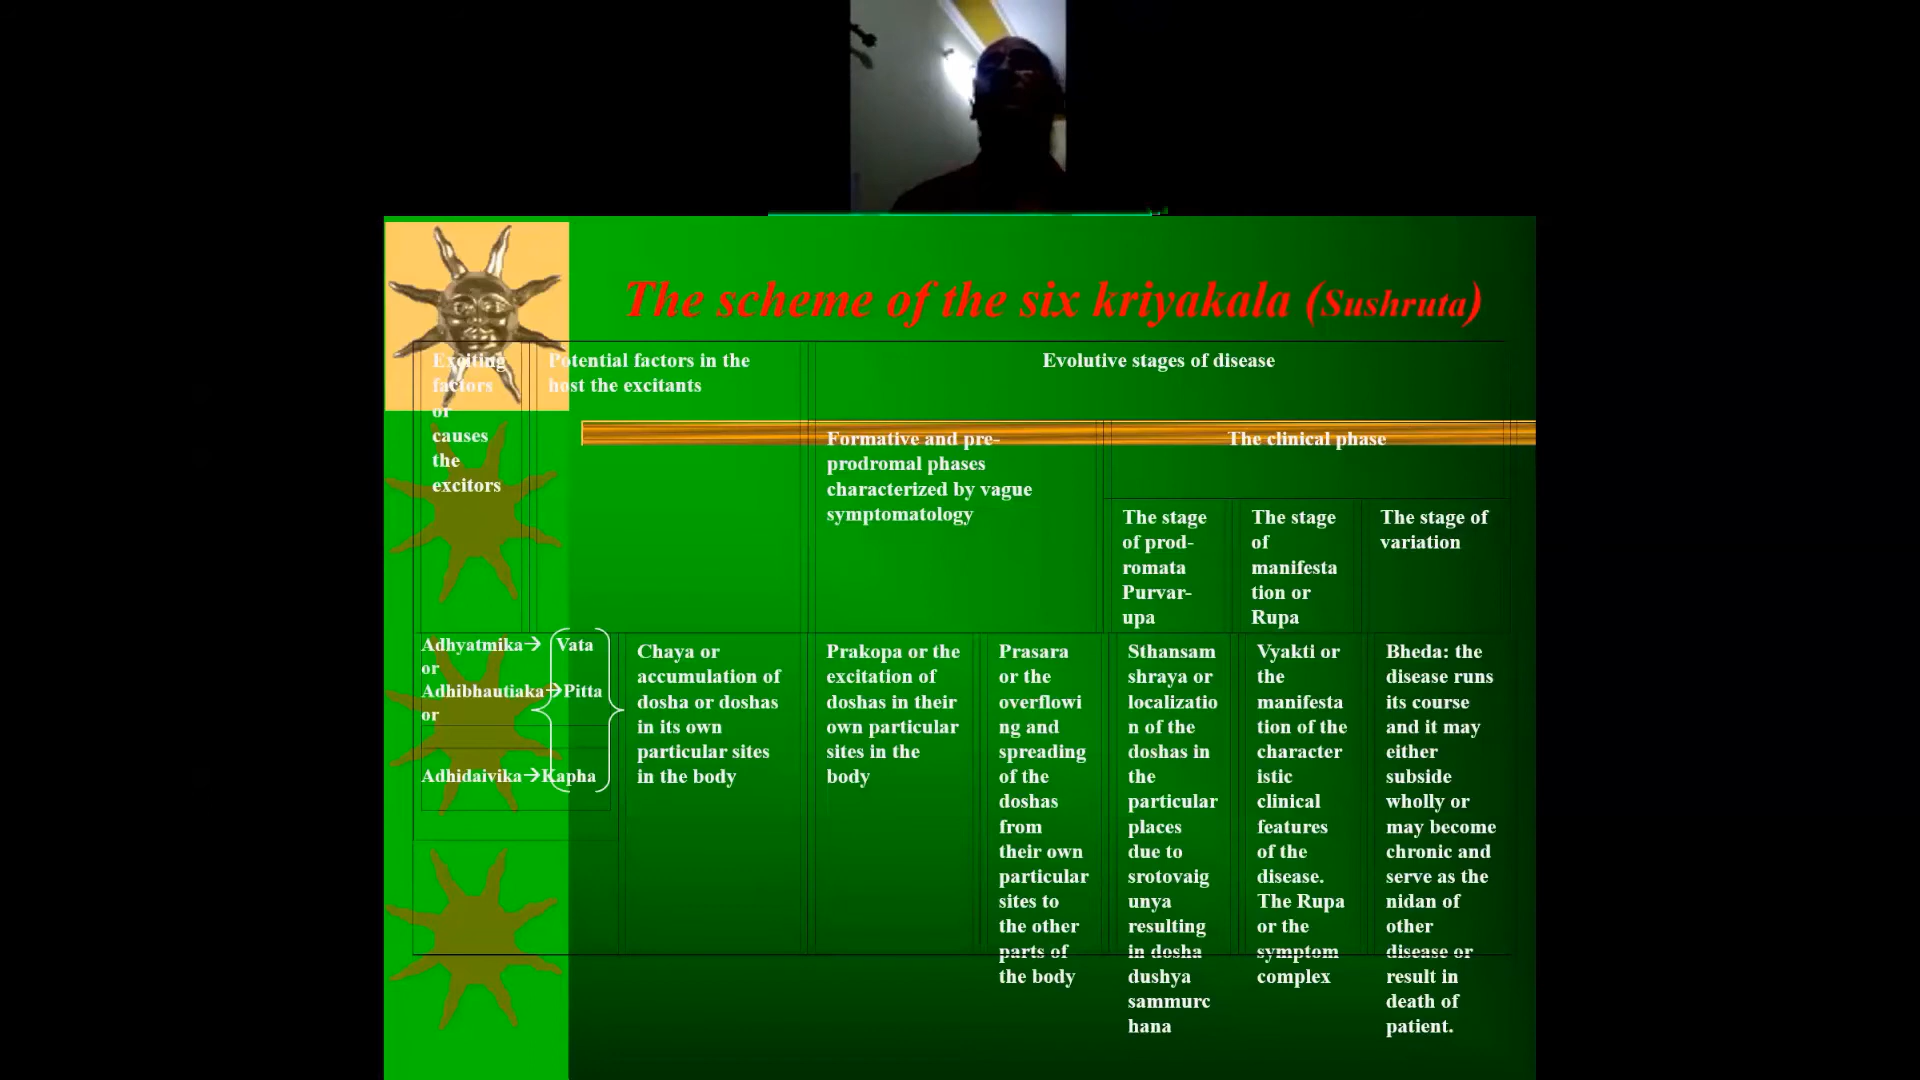 The scheme of the six kriyakala (Sushruta)
Exciting
factors
or
causes
the
excitors
Potential factors in the
host the excitants
Evolutive stages of disease
Formative and pre-
prodromal phases
characterized by vague
symptomatology
The clinical phase
The stage
of prod-
romata
Purvar-
upa
The stage
of
manifesta
tion or
Rupa
The stage of
variation
Adhyatmika→ Vata
or
Adhibhautiaka→Pitta
or
Adhidaivika→Kapha
Chaya or
accumulation of
dosha or doshas
in its own
particular sites
in the body
Prakopa or the
excitation of
doshas in their
own particular
sites in the
body
Prasara
or the
overflowi
ng and
spreading
of the
doshas
from
their own
particular
sites to
the other
parts of
the body
Sthansam
shraya or
localizatio
n of the
doshas in
the
particular
places
due to
srotovaig
unya
resulting
in dosha
dushya
sammurc
hana
Vyakti or
the
manifesta
tion of the
character
istic
clinical
features
of the
disease.
The Rupa
or the
symptom
complex
Bheda: the
disease runs
its course
and it may
either
subside
wholly or
may become
chronic and
serve as the
nidan of
other
disease or
result in
death of
patient.